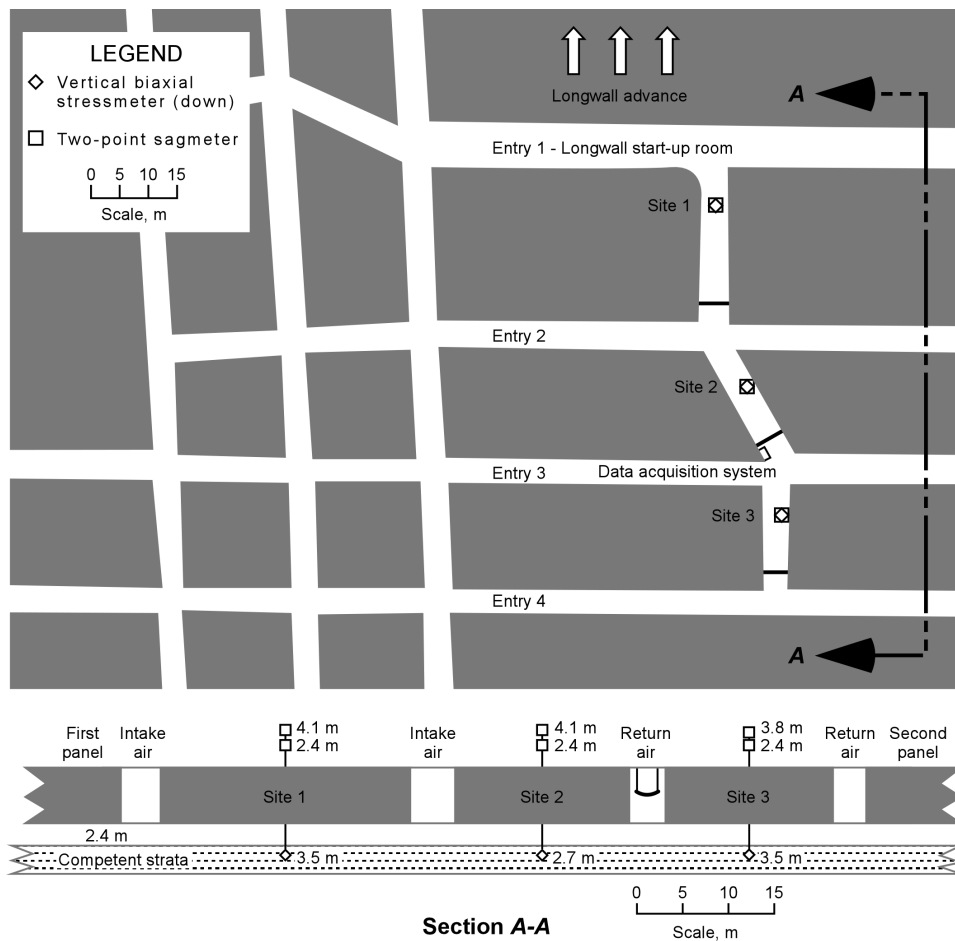 LEGEND
Vertical biaxial
stressmeter (down)
Two-point sagmeter
0 5 10 15
Scale, m
Longwall advance
A
Entry 1 - Longwall start-up room
Site 1
Entry 2
Site 2
Data acquisition system
Entry 3
Site 3
Entry 4
A
First
panel
Intake
air
4.1 m
2.4 m
Intake
air
4.1 m
2.4 m
Return
air
3.8 m
2.4 m
Return
air
Second
panel
Site 1
Site 2
Site 3
2.4 m
Competent strata
3.5 m
2.7 m
3.5 m
0 5 10 15
Scale, m
Section A-A